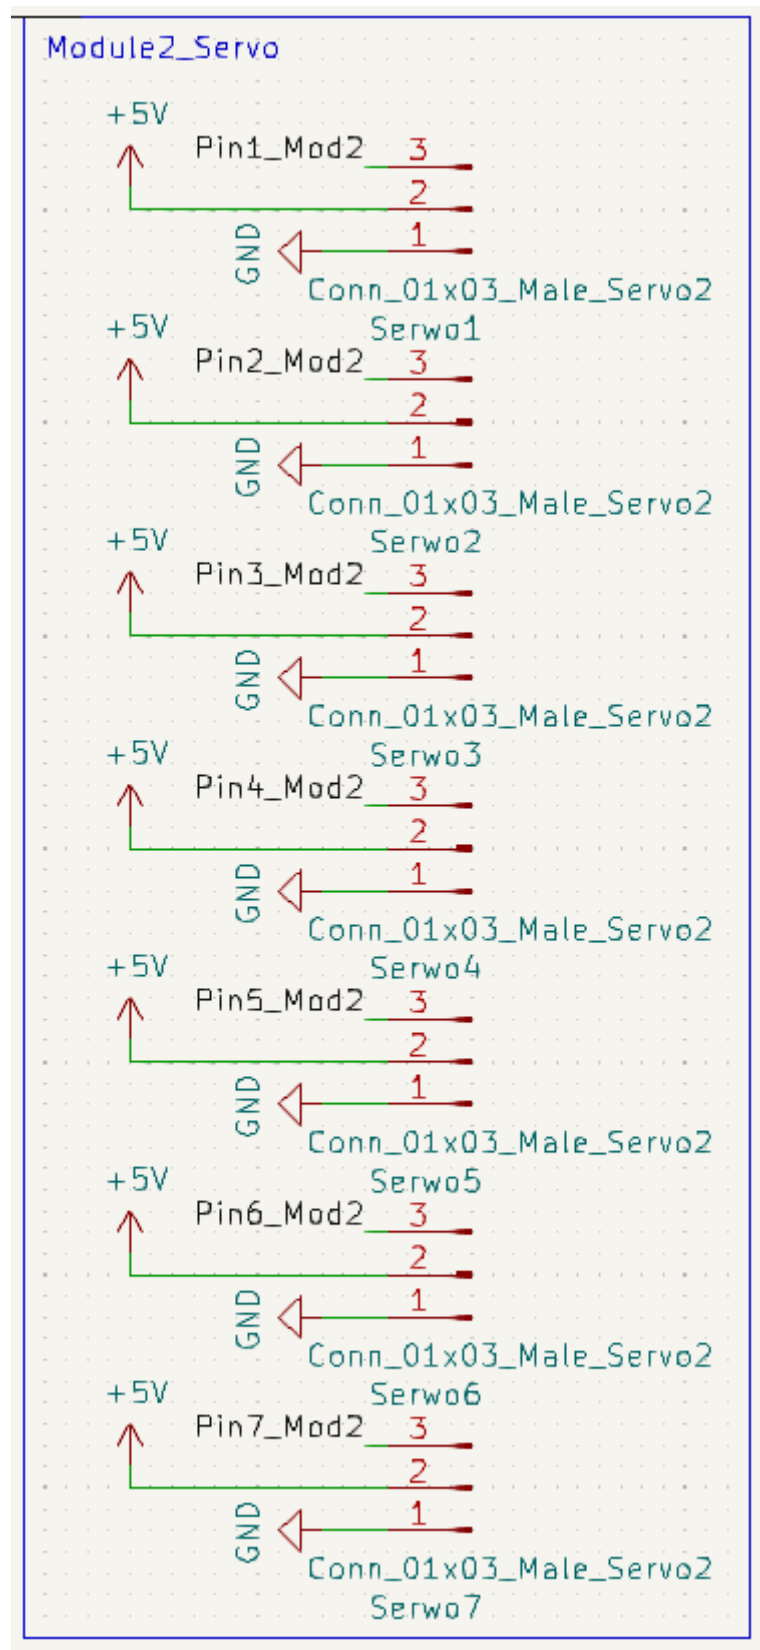 Module2_Servo
+5V
Pin1_Mod2 3
2
GND 1
Conn_01x03_Male_Servo2
+5V Serwo1
Pin2_Mod2 3
2
GND 1
Conn_01x03_Male_Servo2
+5V Serwo2
Pin3_Mod2 3
2
GND 1
Conn_01x03_Male_Servo2
+5V Serwo3
Pin4_Mod2 3
2
GND 1
Conn_01x03_Male_Servo2
+5V Serwo4
Pin5_Mod2 3
2
GND 1
Conn_01x03_Male_Servo2
+5V Serwo5
Pin6_Mod2 3
2
GND 1
Conn_01x03_Male_Servo2
+5V Serwo6
Pin7_Mod2 3
2
GND 1
Conn_01x03_Male_Servo2
Serwo7